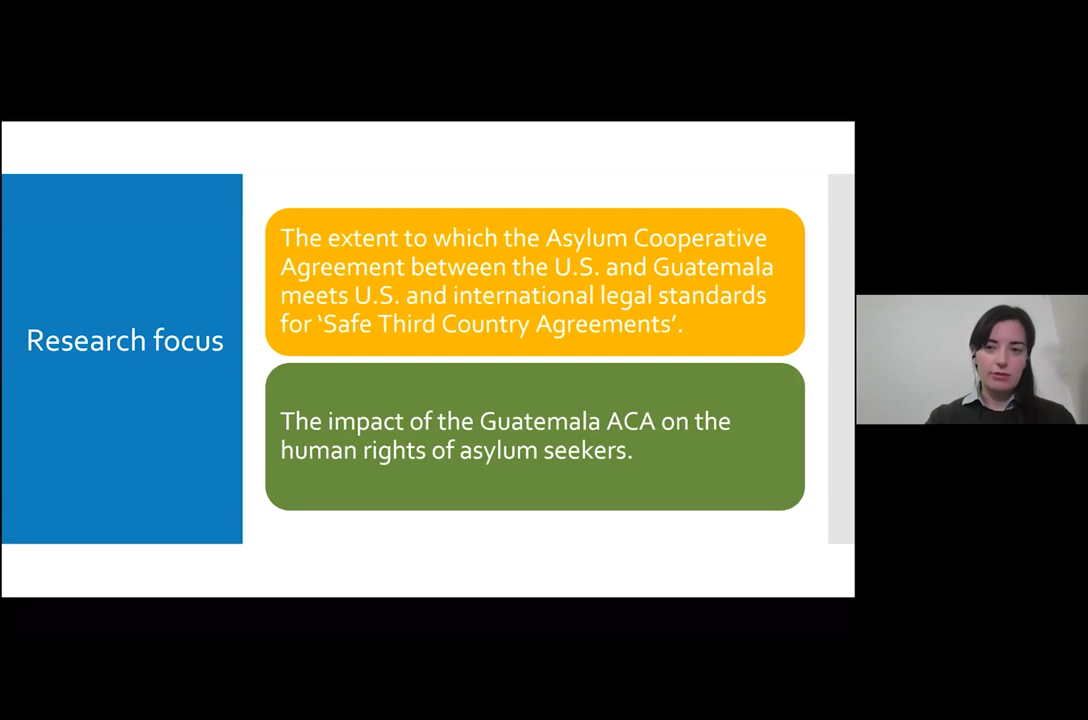 Research focus
The extent to which the Asylum Cooperative
Agreement between the U.S. and Guatemala
meets U.S. and international legal standards
for ‘Safe Third Country Agreements’.
The impact of the Guatemala ACA on the
human rights of asylum seekers.